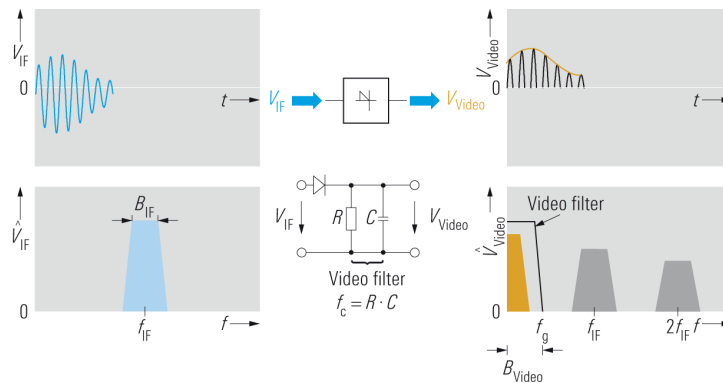 V_IF
0
t
V_IF
V_Video
V_Video
0
t
B_IF
V̂_IF
0
f_IF
f
V_IF
R
C
V_Video
Video filter
f_c = R · C
Video filter
V̂_Video
0
f_g
f_IF
2f_IF
f
B_Video